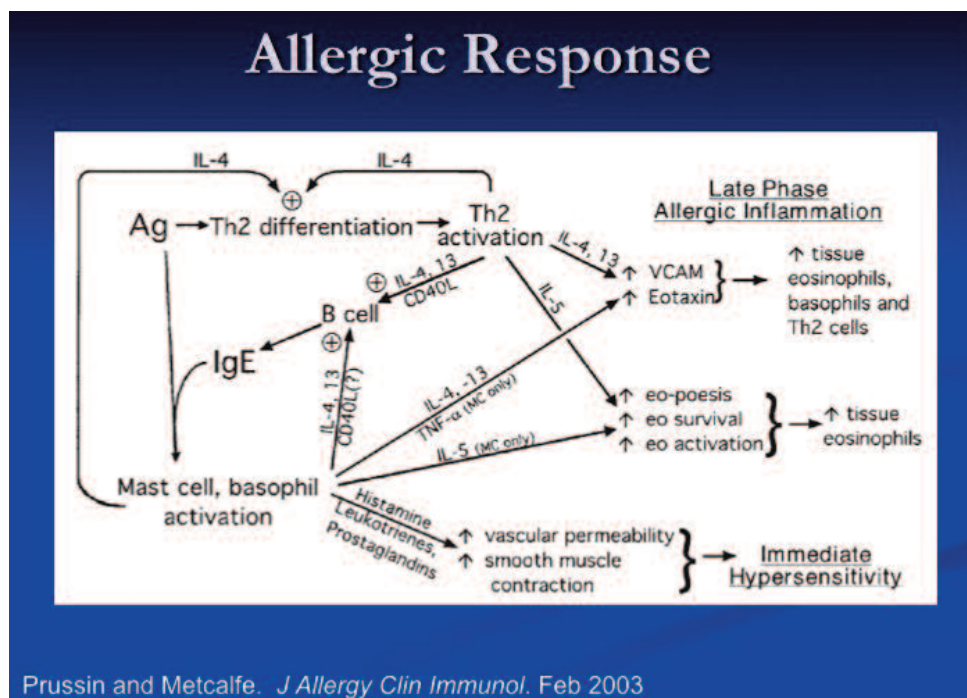 Allergic Response
IL-4
IL-4
⊕
Ag
Th2 differentiation
Th2
activation
Late Phase
Allergic Inflammation
IL-4, 13
↑ VCAM
↑ Eotaxin
↑ tissue
eosinophils,
basophils and
Th2 cells
⊕
IL-4, 13
CD40L
IL-5
B cell
⊕
IgE
IL-4, 13
CD40L(?)
IL-4, -13
TNF-α (MC only)
IL-5 (MC only)
↑ eo-poesis
↑ eo survival
↑ eo activation
↑ tissue
eosinophils
Mast cell, basophil
activation
Histamine
Leukotrienes,
Prostaglandins
↑ vascular permeability
↑ smooth muscle
contraction
Immediate
Hypersensitivity
Prussin and Metcalfe. J Allergy Clin Immunol. Feb 2003